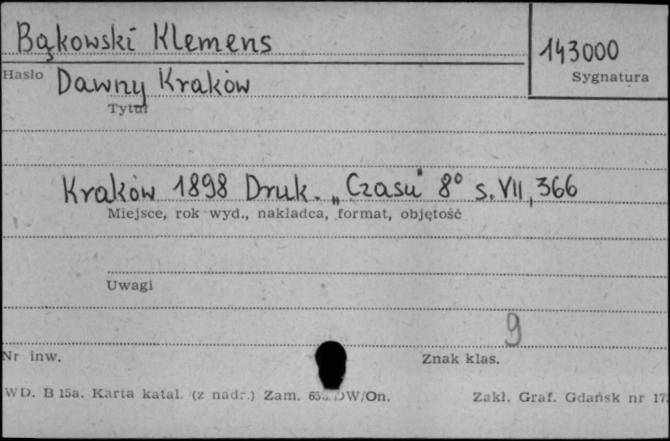 Bąkowski Klemens
143000
Hasło
Sygnatura
Dawny Kraków
Tytuł
Kraków 1898 Druk. „Czasu" 8° s. VII, 366
Miejsce, rok wyd., nakładca, format, objętość
Uwagi
9
Nr inw.
Znak klas.
WD. B 15a. Karta katal. (z nadr.) Zam. DW/On.
Zakł. Graf. Gdańsk nr